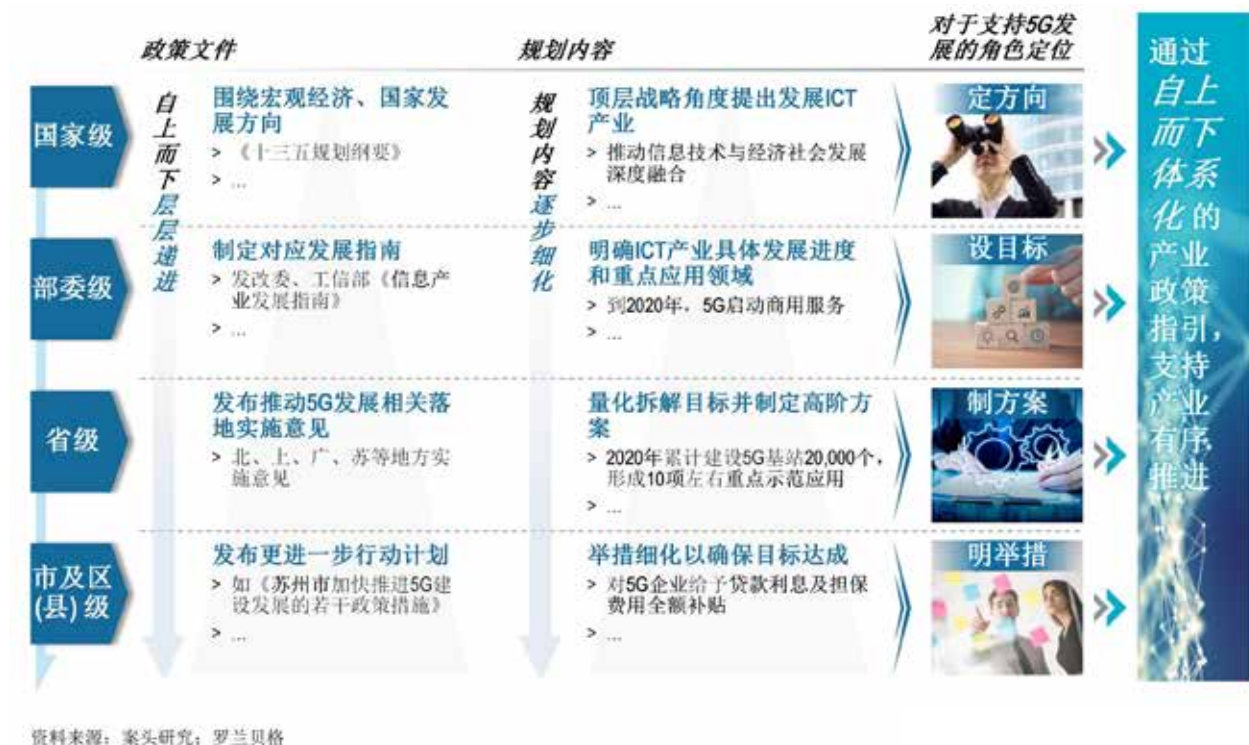 政策文件
规划内容
对于支持5G发
展的角色定位
国家级
自上而下层层递进
围绕宏观经济、国家发
展方向
> 《十三五规划纲要》
> ...
规划内容逐步细化
顶层战略角度提出发展ICT
产业
> 推动信息技术与经济社会发展
深度融合
> ...
定方向
部委级
制定对应发展指南
> 发改委、工信部《信息产
业发展指南》
> ...
明确ICT产业具体发展进度
和重点应用领域
> 到2020年，5G启动商用服务
> ...
设目标
省级
发布推动5G发展相关落
地实施意见
> 北、上、广、苏等地方实
施意见
量化拆解目标并制定高阶方
案
> 2020年累计建设5G基站20,000个，
形成10项左右重点示范应用
> ...
制方案
市及区
(县) 级
发布更进一步行动计划
> 如《苏州市加快推进5G建
设发展的若干政策措施》
> ...
举措细化以确保目标达成
> 对5G企业给予贷款利息及担保
费用全额补贴
> ...
明举措
通过
自上
而下
体系
化的
产业
政策
指引，
支持
产业
有序
推进
资料来源：案头研究；罗兰贝格